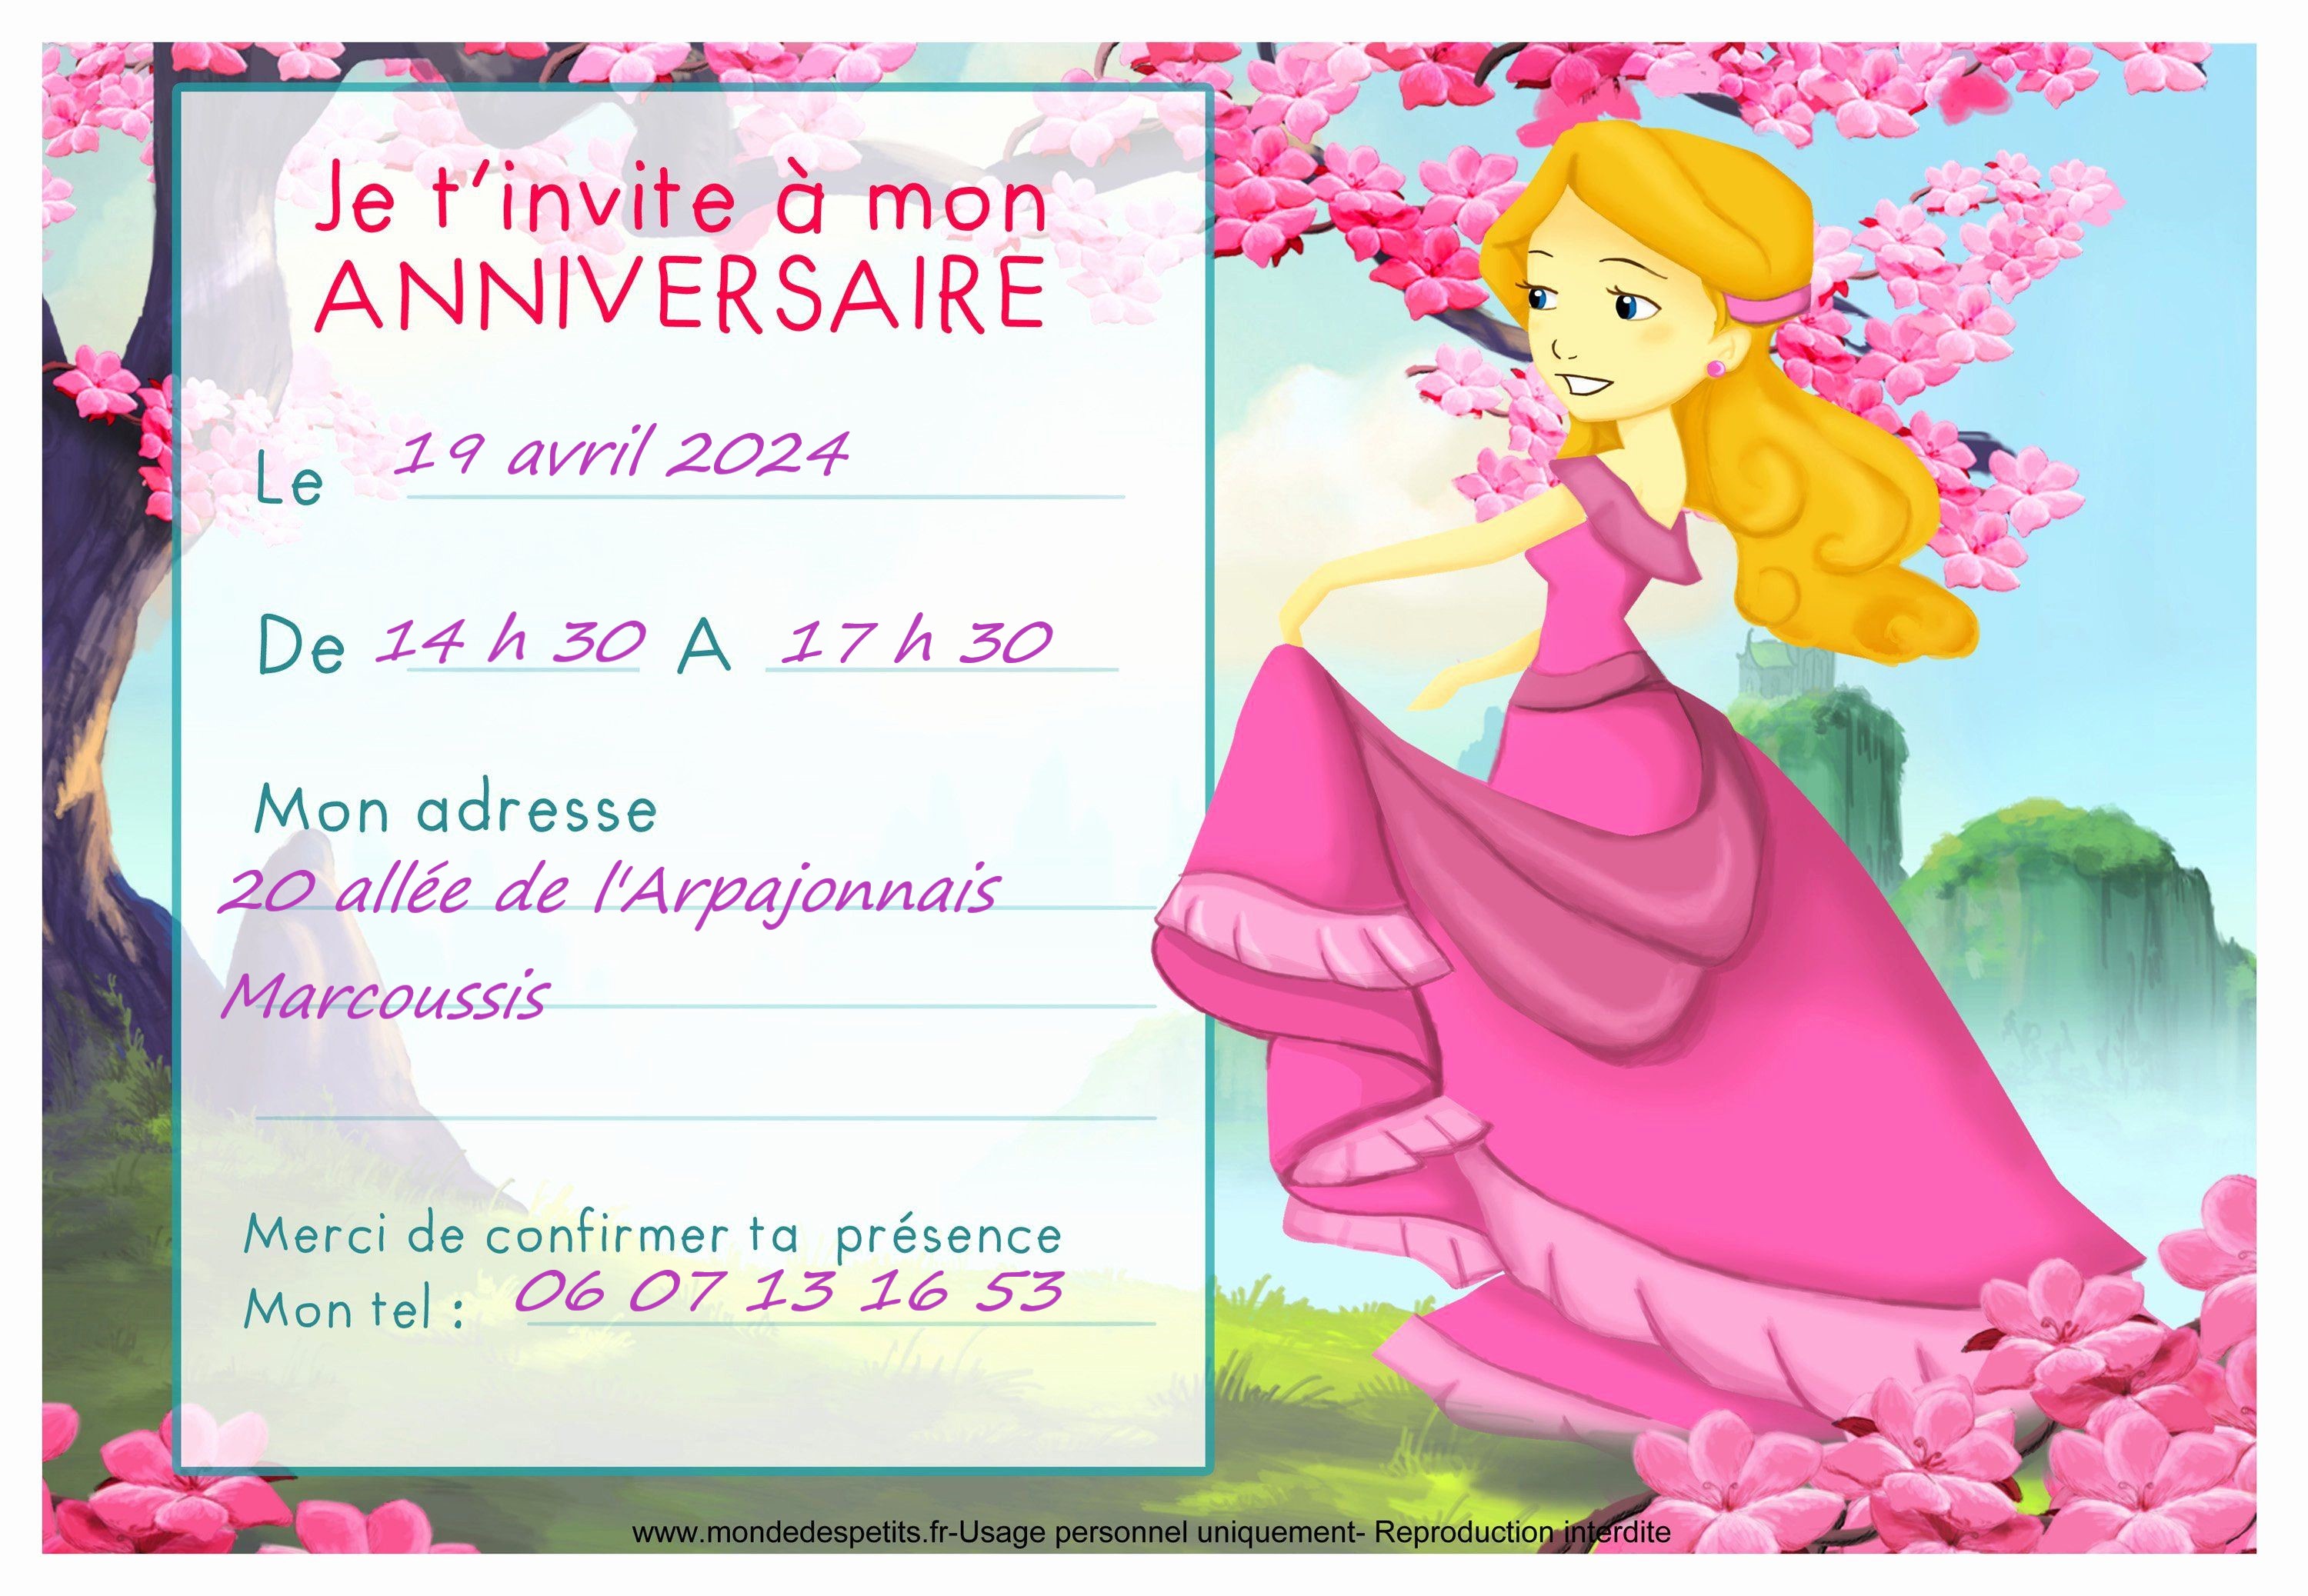 Je t'invite à mon
ANNIVERSAIRE
Le 19 avril 2024
De 14 h 30 A 17 h 30
Mon adresse
20 allée de l'Arpajonnais
Marcoussis
Merci de confirmer ta présence
Mon tel : 06 07 13 16 53
www.mondedespetits.fr-Usage personnel uniquement- Reproduction interdite